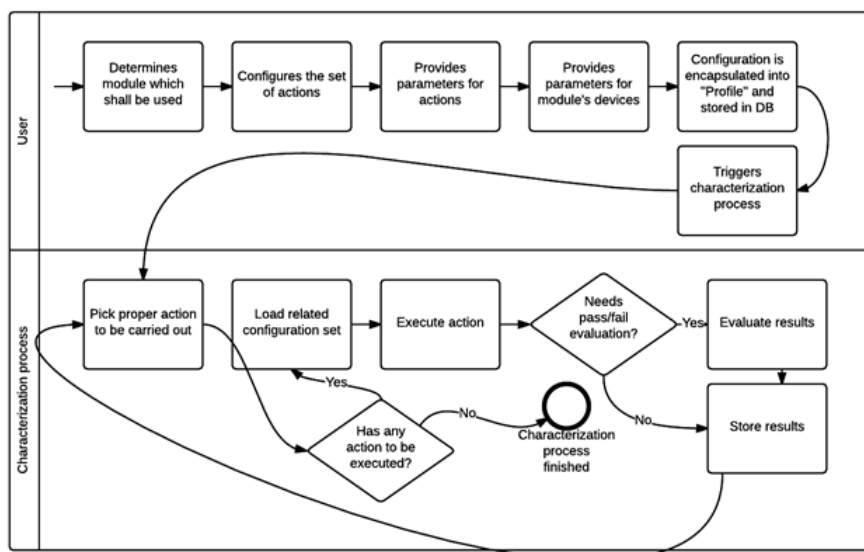 User
Determines
module which
shall be used
Configures the set
of actions
Provides
parameters for
actions
Provides
parameters for
module's devices
Configuration is
encapsulated into
"Profile" and
stored in DB
Triggers
characterization
process
Characterization process
Pick proper action
to be carried out
Load related
configuration set
Execute action
Needs
pass/fail
evaluation?
Yes
Evaluate results
Yes
Has any
action to be
executed?
No
Characterization
process
finished
No
Store results